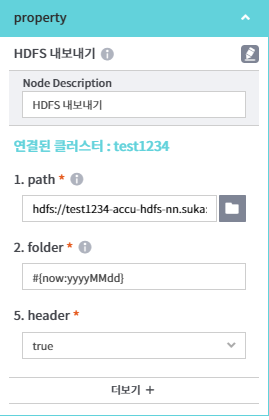 property
HDFS 내보내기
Node Description
HDFS 내보내기
연결된 클러스터 : test1234
1. path *
hdfs://test1234-accu-hdfs-nn.suka:
2. folder *
#{now:yyyyMMdd}
5. header *
true
더보기 +